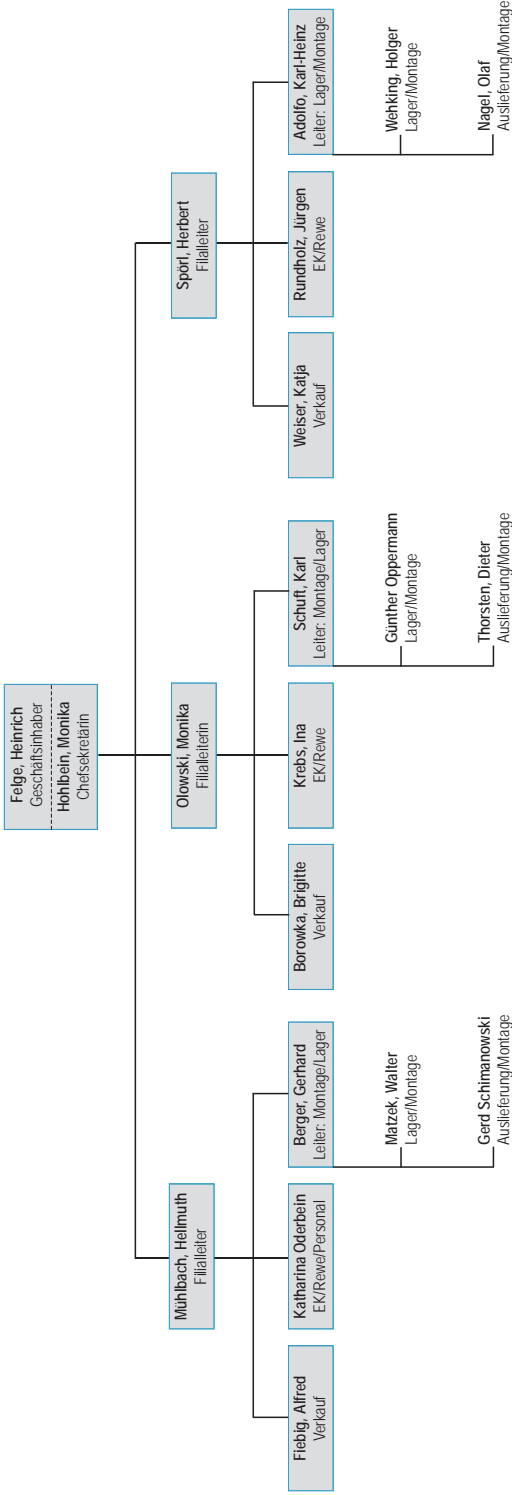 Felge, Heinrich
Geschäftsinhaber
Hohlbein, Monika
Chefsekretärin
Mühlbach, Hellmuth
Filialleiter
Olowski, Monika
Filialleiterin
Spörl, Herbert
Filialleiter
Fiebig, Alfred
Verkauf
Katharina Oderbein
EK/Rewe/Personal
Berger, Gerhard
Leiter: Montage/Lager
Borowka, Brigitte
Verkauf
Krebs, Ina
EK/Rewe
Schuft, Karl
Leiter: Montage/Lager
Weiser, Katja
Verkauf
Rundholz, Jürgen
EK/Rewe
Adolfo, Karl-Heinz
Leiter: Lager/Montage
Matzek, Walter
Lager/Montage
Günther Oppermann
Lager/Montage
Wehking, Holger
Lager/Montage
Gerd Schimanowski
Auslieferung/Montage
Thorsten, Dieter
Auslieferung/Montage
Nagel, Olaf
Auslieferung/Montage